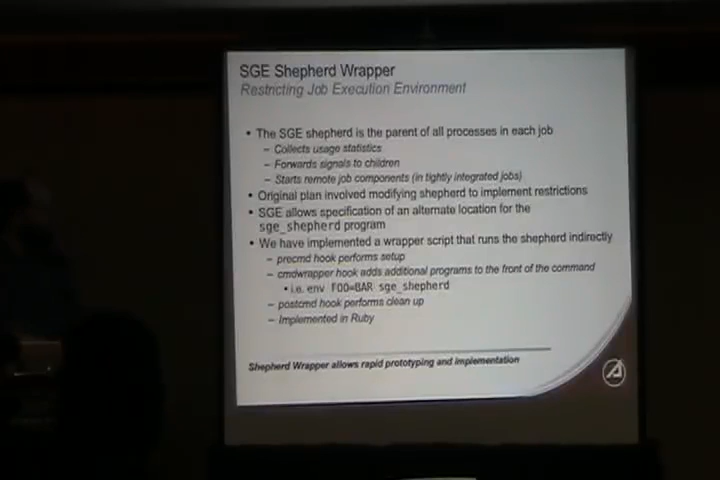 SGE Shepherd Wrapper
Restricting Job Execution Environment
• The SGE shepherd is the parent of all processes in each job
– Collects usage statistics
– Forwards signals to children
– Starts remote job components (in tightly integrated jobs)
• Original plan involved modifying shepherd to implement restrictions
• SGE allows specification of an alternate location for the
sge_shepherd program
• We have implemented a wrapper script that runs the shepherd indirectly
– precmd hook performs setup
– cmdwrapper hook adds additional programs to the front of the command
• i.e. env FOO=BAR sge_shepherd
– postcmd hook performs clean up
– Implemented in Ruby
Shepherd Wrapper allows rapid prototyping and implementation